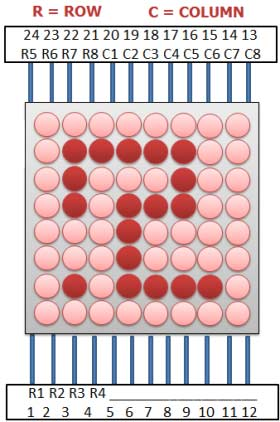 R = ROW C = COLUMN
24 23 22 21 20 19 18 17 16 15 14 13
R5 R6 R7 R8 C1 C2 C3 C4 C5 C6 C7 C8
R1 R2 R3 R4 ____________________
1 2 3 4 5 6 7 8 9 10 11 12